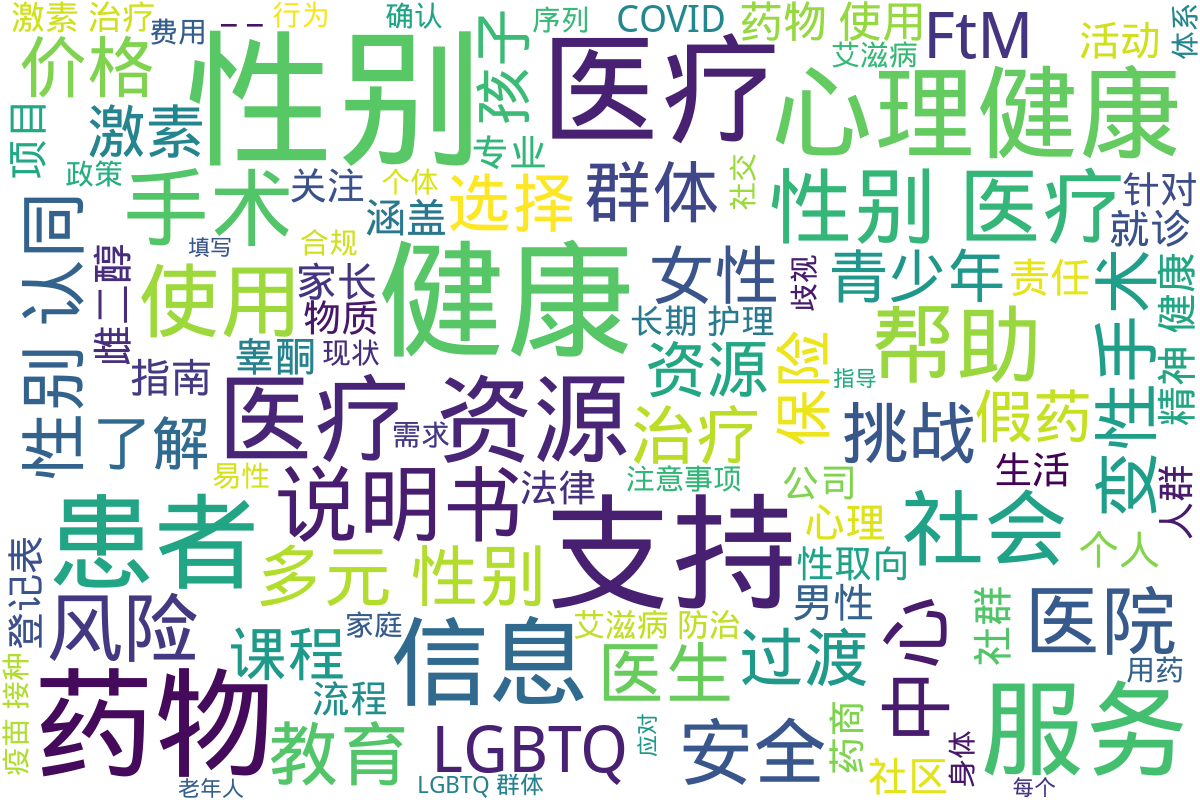 激素 治疗
费用
行为
确认
序列
COVID
药物 使用
FtM
活动
体系
价格
性别
孩子
医疗
艾滋病
心理健康
项目
激素
专业
政策
手术
关注
个体
选择
群体
社交
性别 医疗
针对
就诊
涵盖
填写
合规
性别 认同
雌二醇
使用
家长
物质
健康
女性
歧视
青少年
责任
变性手术
精神 健康
长期 护理
帮助
睾酮
现状
指南
资源
保险
指导
医疗 资源
需求
治疗
挑战
假药
了解
易性
说明书
法律
注意事项
公司
生活
人群
患者
支持
心理
社会
性取向
个人
登记表
风险
多元 性别
家庭
艾滋病 防治
男性
中心
社群
医院
课程
信息
医生
过渡
用药
疫苗 接种
药物
流程
教育
LGBTQ
应对
安全
药商
社区
身体
服务
老年人
LGBTQ 群体
每个